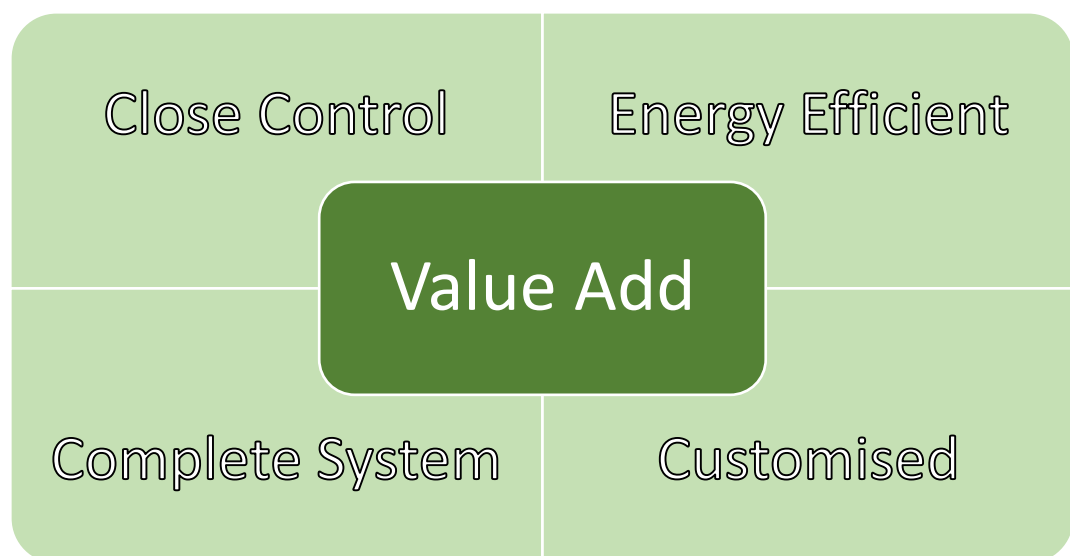 Close Control
Energy Efficient
Value Add
Complete System
Customised